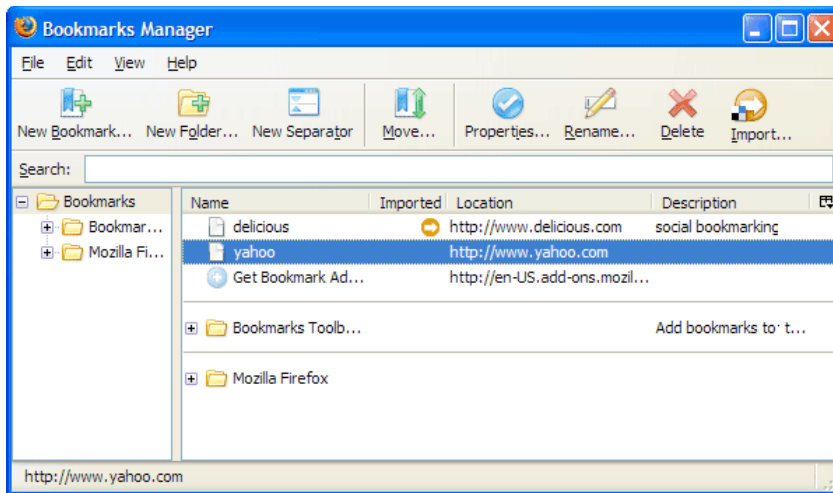 Bookmarks Manager
File Edit View Help
New Bookmark... New Folder... New Separator Move... Properties... Rename... Delete Import...
Search:
Bookmarks
Bookmar...
Mozilla Fi...
Name Imported Location Description
delicious http://www.delicious.com social bookmarking
yahoo http://www.yahoo.com
Get Bookmark Ad... http://en-US.add-ons.mozil...
Bookmarks Toolb... Add bookmarks to t...
Mozilla Firefox
http://www.yahoo.com